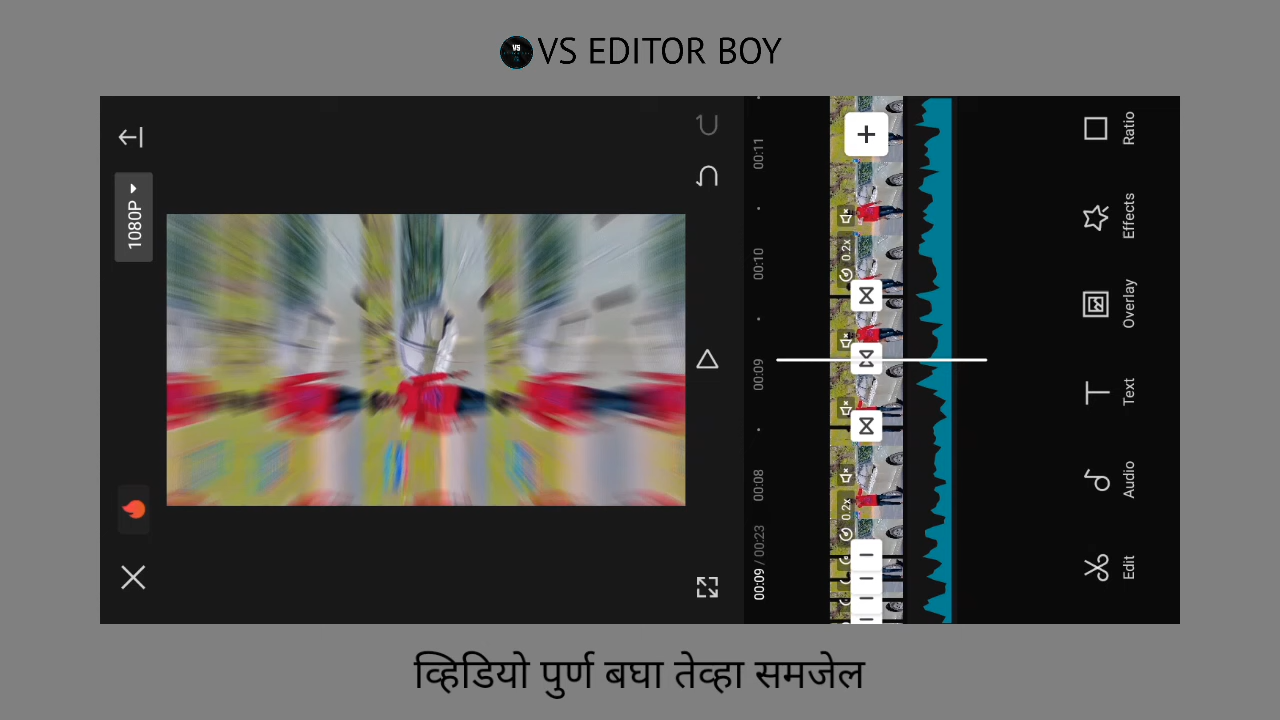 VS EDITOR BOY
1080P
00:09 / 00:23
00:08
00:09
00:10
00:11
0.2x
0.2x
Edit
Audio
Text
Overlay
Effects
Ratio
व्हिडियो पुर्ण बघा तेव्हा समजेल